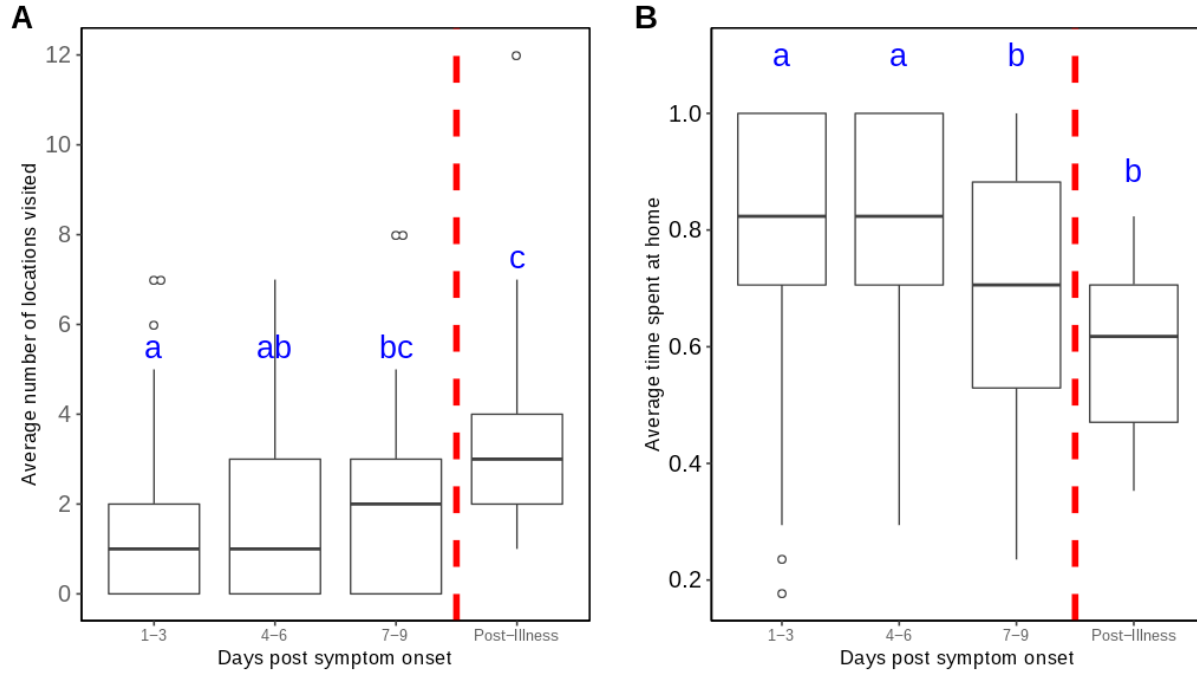 A
Average number of locations visited
12
10
8
6
4
2
0
a
ab
bc
c
1−3
4−6
7−9
Post−Illness
Days post symptom onset
B
Average time spent at home
1.0
0.8
0.6
0.4
0.2
a
a
b
b
1−3
4−6
7−9
Post−Illness
Days post symptom onset